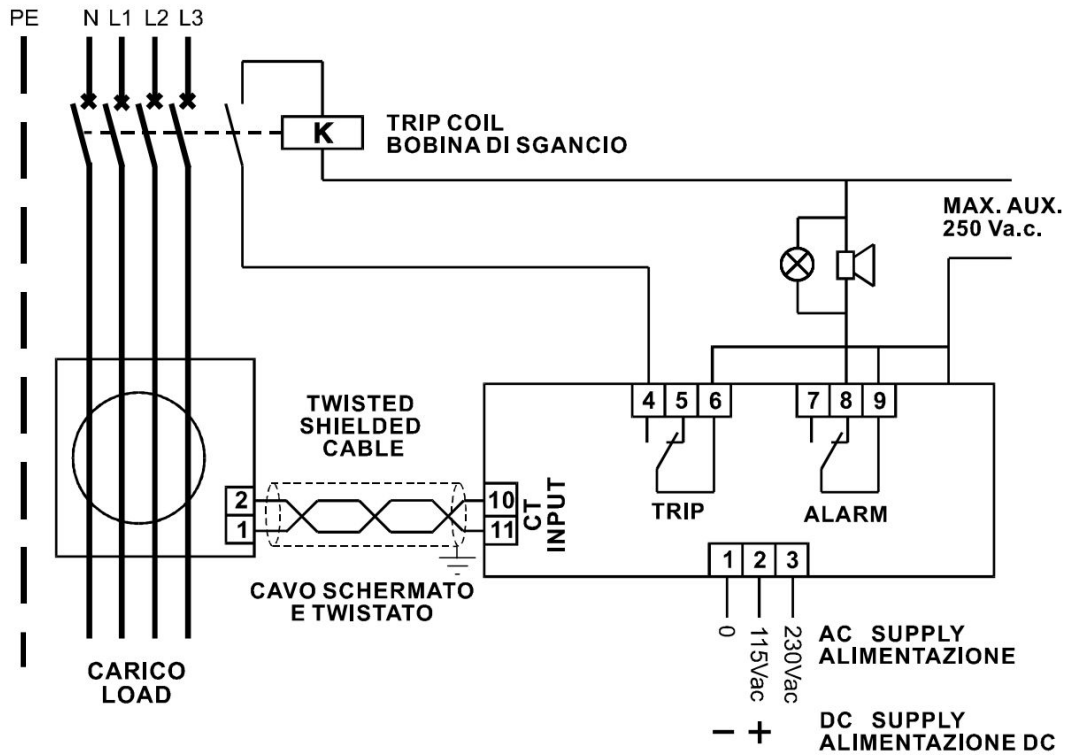 PE N L1 L2 L3
K
TRIP COIL
BOBINA DI SGANCIO
MAX. AUX.
250 Va.c.
TWISTED
SHIELDED
CABLE
2
1
10
11
CT
INPUT
4 5 6
TRIP
7 8 9
ALARM
CAVO SCHERMATO
E TWISTATO
1 2 3
0
115Vac
230Vac
AC SUPPLY
ALIMENTAZIONE
CARICO
LOAD
– +
DC SUPPLY
ALIMENTAZIONE DC